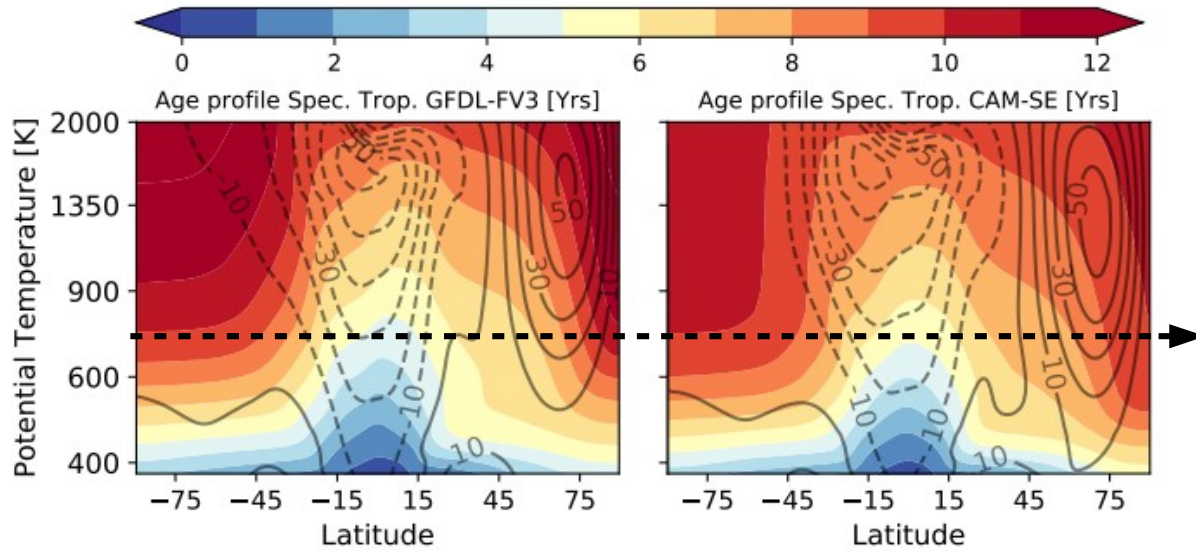 0 2 4 6 8 10 12
Age profile Spec. Trop. GFDL-FV3 [Yrs]
Age profile Spec. Trop. CAM-SE [Yrs]
Potential Temperature [K]
2000
1350
900
600
400
-10
-50
30
10
10
50
30
10
-50
30
10
10
50
30
10
10
−75 −45 −15 15 45 75
−75 −45 −15 15 45 75
Latitude
Latitude